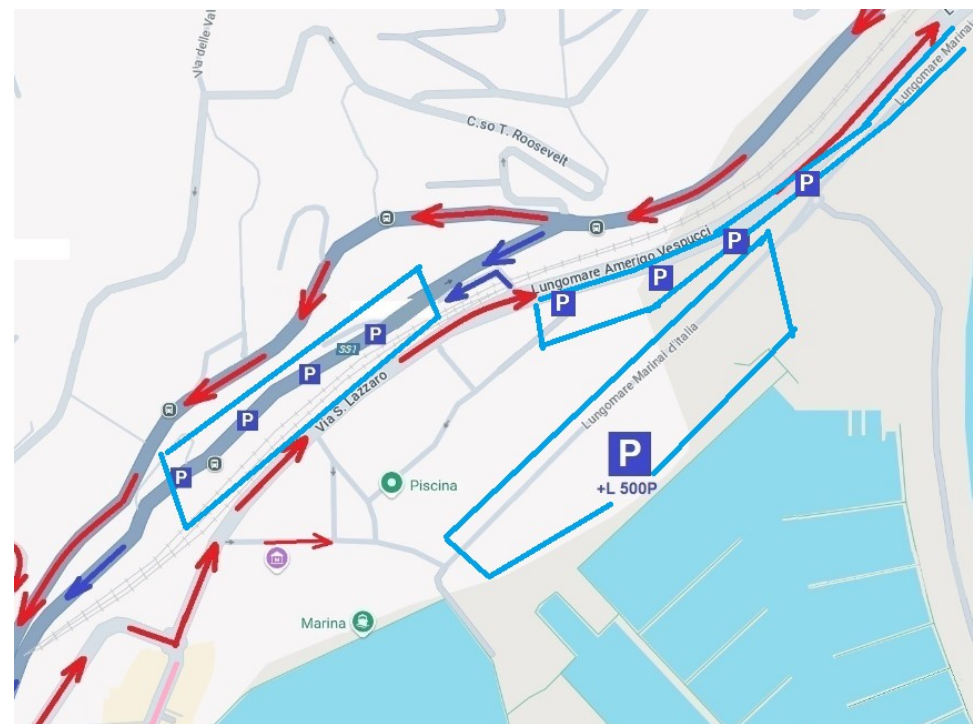 Via delle Val
C.so T. Roosevelt
Lungomare Marinai
P
Lungomare Amerigo Vespucci
P
P
P
P
SS1
P
P
P
Via S. Lazzaro
Lungomare Marinai d'Italia
P
+L 500P
Piscina
M
Marina